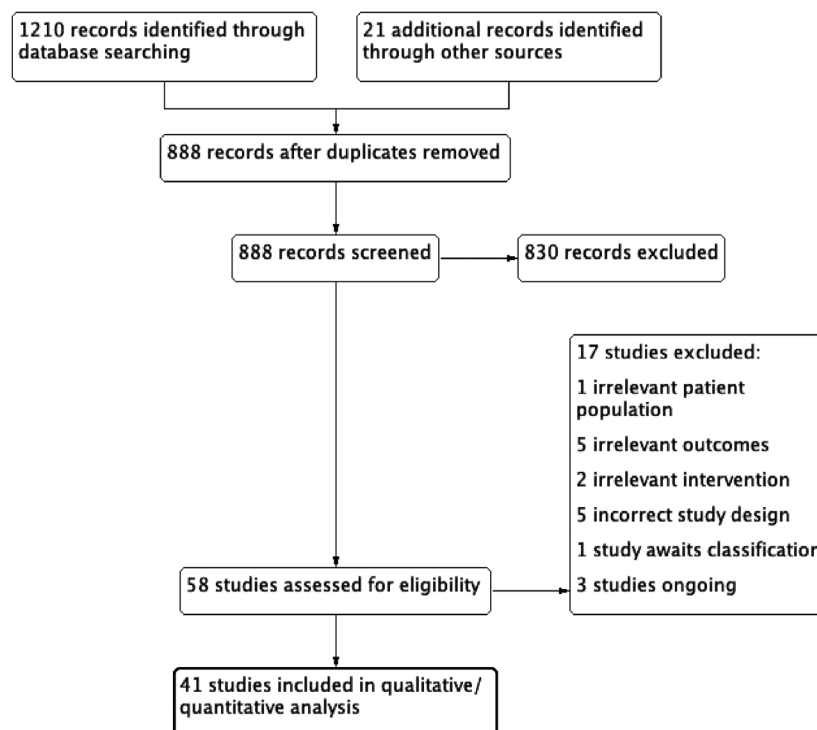 1210 records identified through
database searching
21 additional records identified
through other sources
888 records after duplicates removed
888 records screened
830 records excluded
17 studies excluded:
1 irrelevant patient
population
5 irrelevant outcomes
2 irrelevant intervention
5 incorrect study design
1 study awaits classification
3 studies ongoing
58 studies assessed for eligibility
41 studies included in qualitative/
quantitative analysis